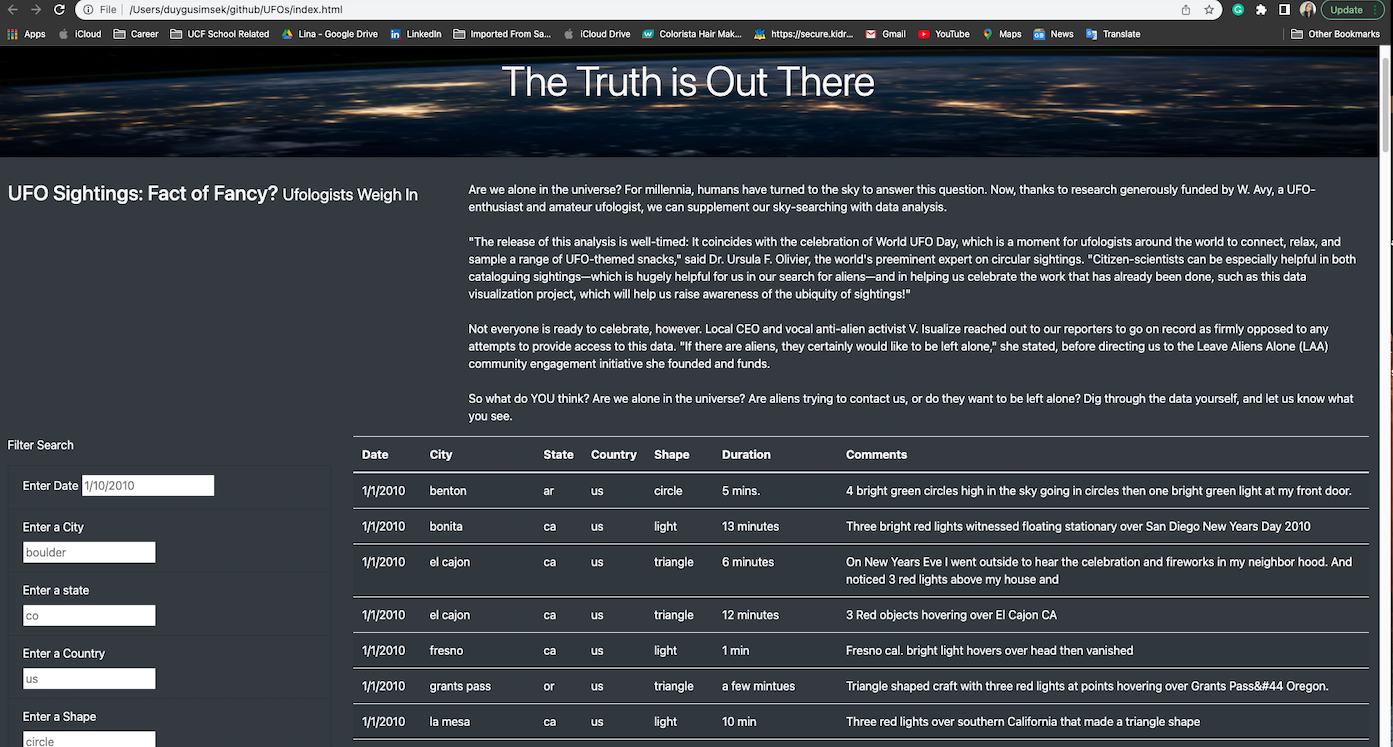 File | /Users/duygusimsek/github/UFOs/index.html
Update
Apps iCloud Career UCF School Related Lina - Google Drive LinkedIn Imported From Sa... iCloud Drive Colorista Hair Mak... https://secure.kidr... Gmail YouTube Maps News Translate Other Bookmarks
The Truth is Out There
UFO Sightings: Fact of Fancy? Ufologists Weigh In
Are we alone in the universe? For millennia, humans have turned to the sky to answer this question. Now, thanks to research generously funded by W. Avy, a UFO-
enthusiast and amateur ufologist, we can supplement our sky-searching with data analysis.
"The release of this analysis is well-timed: It coincides with the celebration of World UFO Day, which is a moment for ufologists around the world to connect, relax, and
sample a range of UFO-themed snacks," said Dr. Ursula F. Olivier, the world's preeminent expert on circular sightings. "Citizen-scientists can be especially helpful in both
cataloguing sightings—which is hugely helpful for us in our search for aliens—and in helping us celebrate the work that has already been done, such as this data
visualization project, which will help us raise awareness of the ubiquity of sightings!"
Not everyone is ready to celebrate, however. Local CEO and vocal anti-alien activist V. Isualize reached out to our reporters to go on record as firmly opposed to any
attempts to provide access to this data. "If there are aliens, they certainly would like to be left alone," she stated, before directing us to the Leave Aliens Alone (LAA)
community engagement initiative she founded and funds.
So what do YOU think? Are we alone in the universe? Are aliens trying to contact us, or do they want to be left alone? Dig through the data yourself, and let us know what
you see.
Filter Search
Enter Date 1/10/2010
Enter a City
boulder
Enter a state
co
Enter a Country
us
Enter a Shape
circle
Date City State Country Shape Duration Comments
1/1/2010 benton ar us circle 5 mins. 4 bright green circles high in the sky going in circles then one bright green light at my front door.
1/1/2010 bonita ca us light 13 minutes Three bright red lights witnessed floating stationary over San Diego New Years Day 2010
1/1/2010 el cajon ca us triangle 6 minutes On New Years Eve I went outside to hear the celebration and fireworks in my neighbor hood. And
noticed 3 red lights above my house and
1/1/2010 el cajon ca us triangle 12 minutes 3 Red objects hovering over El Cajon CA
1/1/2010 fresno ca us light 1 min Fresno cal. bright light hovers over head then vanished
1/1/2010 grants pass or us triangle a few mintues Triangle shaped craft with three red lights at points hovering over Grants Pass&#44 Oregon.
1/1/2010 la mesa ca us light 10 min Three red lights over southern California that made a triangle shape